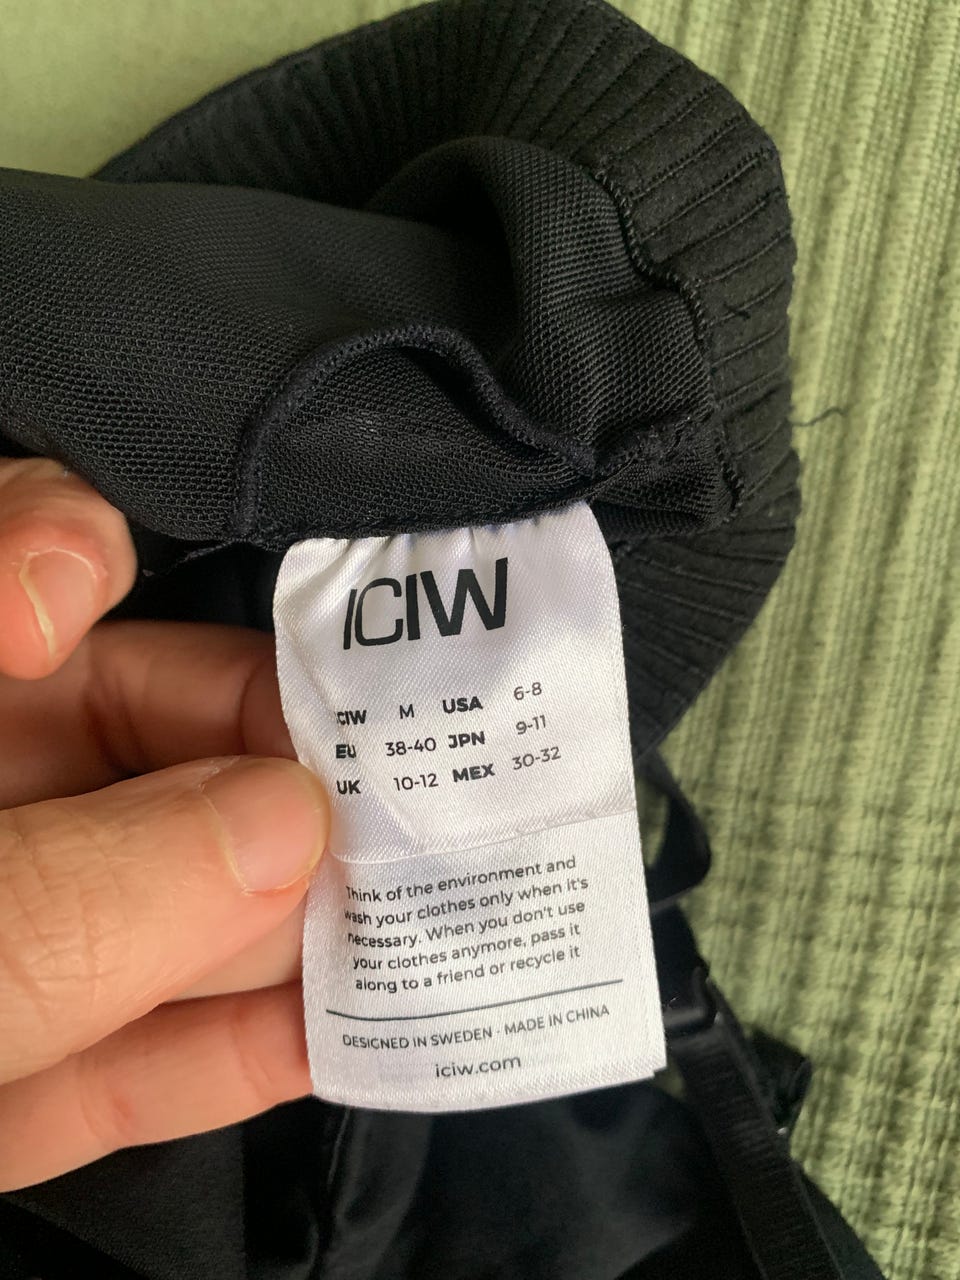 ICIW
ICIW M USA 6-8
EU 38-40 JPN 9-11
UK 10-12 MEX 30-32
Think of the environment and
wash your clothes only when it's
necessary. When you don't use
your clothes anymore, pass it
along to a friend or recycle it
DESIGNED IN SWEDEN · MADE IN CHINA
iciw.com